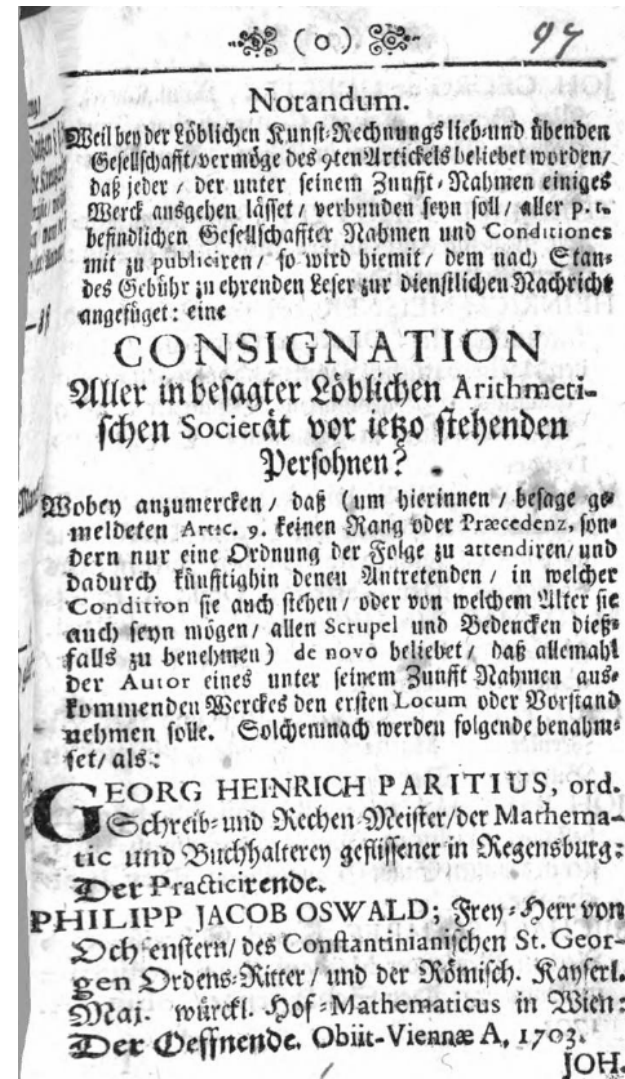 (o)
97
Notandum.
Weil bey der Löblichen Kunst-Rechnungs lieb-und übenden
Gesellschafft/vermöge des 9ten Artickels beliebet worden/
daß jeder / der unter seinem Zunfft-Nahmen einiges
Werck ausgehen lässet / verbunden seyn soll / aller p. t.
befindlichen Gesellschaffter Nahmen und Conditiones
mit zu publiciren / so wird hiemit / dem nach Stan-
des Gebühr zu ehrenden Leser zur dienstlichen Nachricht
angefüget: eine
CONSIGNATION
Aller in besagter Löblichen Arithmeti-
schen Societät vor ietzo stehenden
Persohnen?
Wobey anzumercken / daß (um hierinnen / besage ge-
meldeten Artic. 9. keinen Rang oder Præcedenz, son-
dern nur eine Ordnung der Folge zu attendiren/ und
dadurch künfftighin denen Antretenden / in welcher
Condition sie auch stehen / oder von welchem Alter sie
auch seyn mögen / allen Scrupel und Bedencken dieß-
falls zu benehmen) de novo beliebet / daß allemahl
der Autor eines unter seinem Zunfft Nahmen aus-
kommenden Werckes den ersten Locum oder Vorstand
nehmen solle. Solchemnach werden folgende benahm-
set/ als:
GEORG HEINRICH PARITIUS, ord.
Schreib-und Rechen-Meister/der Mathema-
tic und Buchhalterey geflissener in Regensburg:
Der Practicirende.
PHILIPP JACOB OSWALD; Frey-Herr von
Ochsenstern/ des Constantinianischen St. Geor-
gen Ordens-Ritter / und der Römisch. Kayserl.
Maj. würckl. Hof-Mathematicus in Wien:
Der Oeffnende. Obiit-Viennæ A. 1703.
JOH.